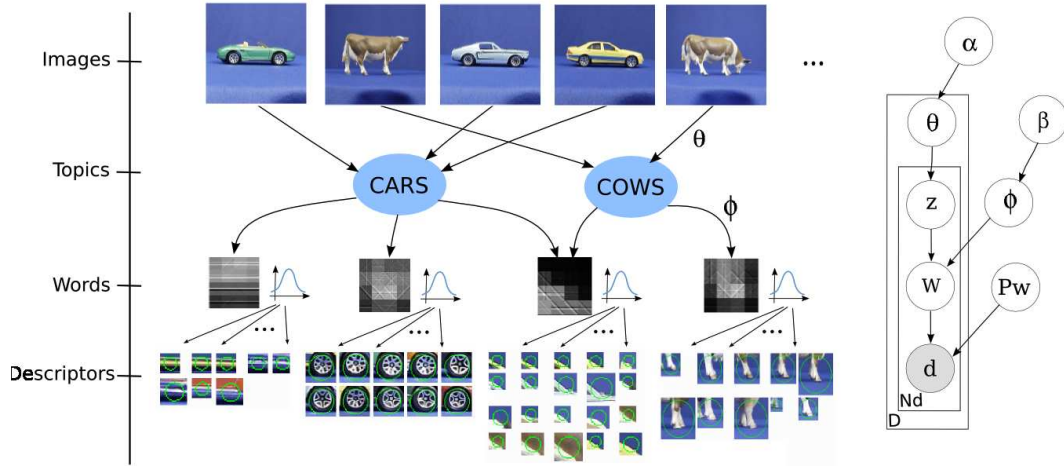 Images
...
α
θ
β
θ
Topics
CARS
COWS
z
ϕ
ϕ
Words
w
Pw
...
...
...
...
Descriptors
d
Nd
D